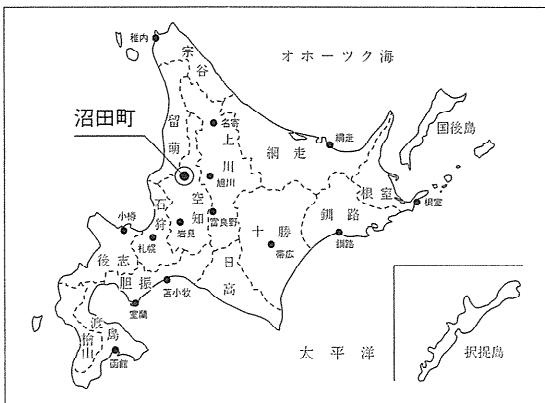 稚内
宗谷
オホーツク海
名寄
沼田町
留萌
上川
網走
網走
国後島
旭川
空知
石狩
根室
根室
小樽
岩見
富良野
十勝
釧路
釧路
札幌
帯広
後志
胆振
日高
苫小牧
室蘭
渡島
檜山
函館
太平洋
択捉島